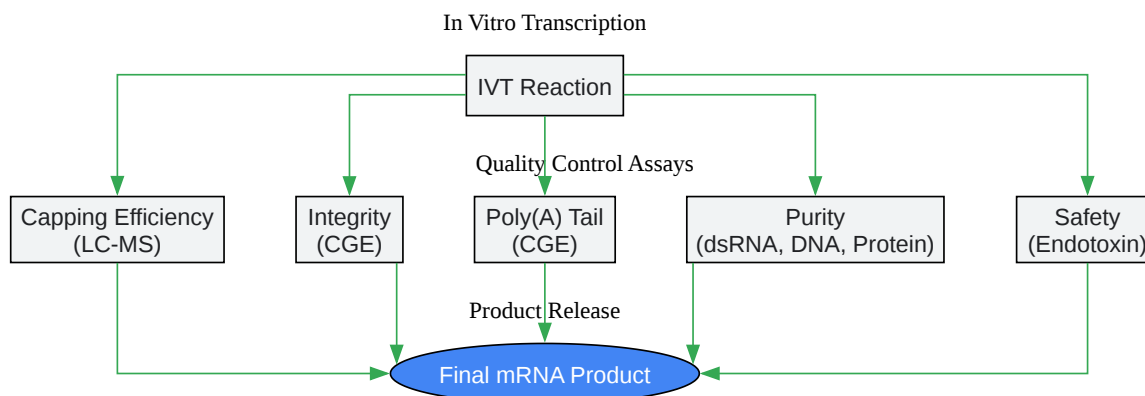 In Vitro Transcription
IVT Reaction
Quality Control Assays
Capping Efficiency
(LC-MS)
Integrity
(CGE)
Poly(A) Tail
(CGE)
Purity
(dsRNA, DNA, Protein)
Safety
(Endotoxin)
Product Release
Final mRNA Product